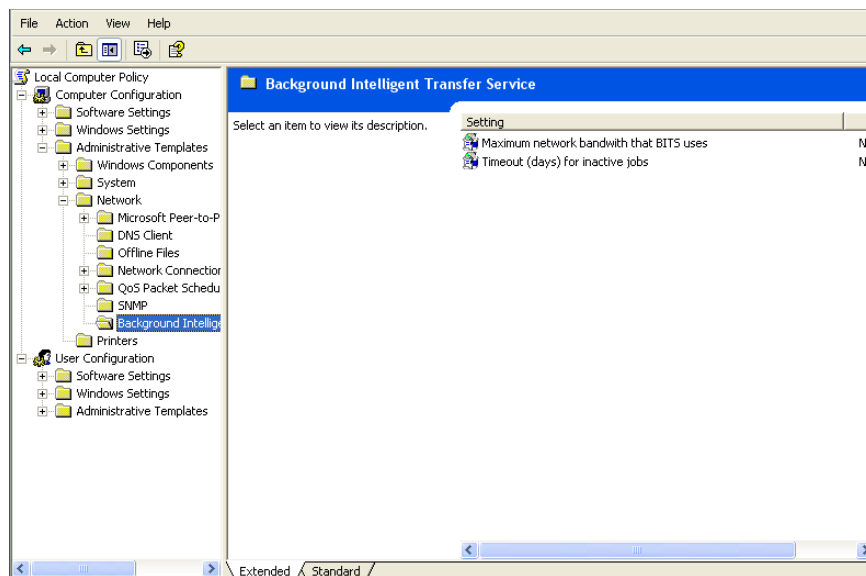 File Action View Help
Local Computer Policy
Computer Configuration
Software Settings
Windows Settings
Administrative Templates
Windows Components
System
Network
Microsoft Peer-to-P
DNS Client
Offline Files
Network Connection
QoS Packet Schedu
SNMP
Background Intellige
Printers
User Configuration
Software Settings
Windows Settings
Administrative Templates
Background Intelligent Transfer Service
Select an item to view its description.
Setting
Maximum network bandwith that BITS uses N
Timeout (days) for inactive jobs N
Extended Standard